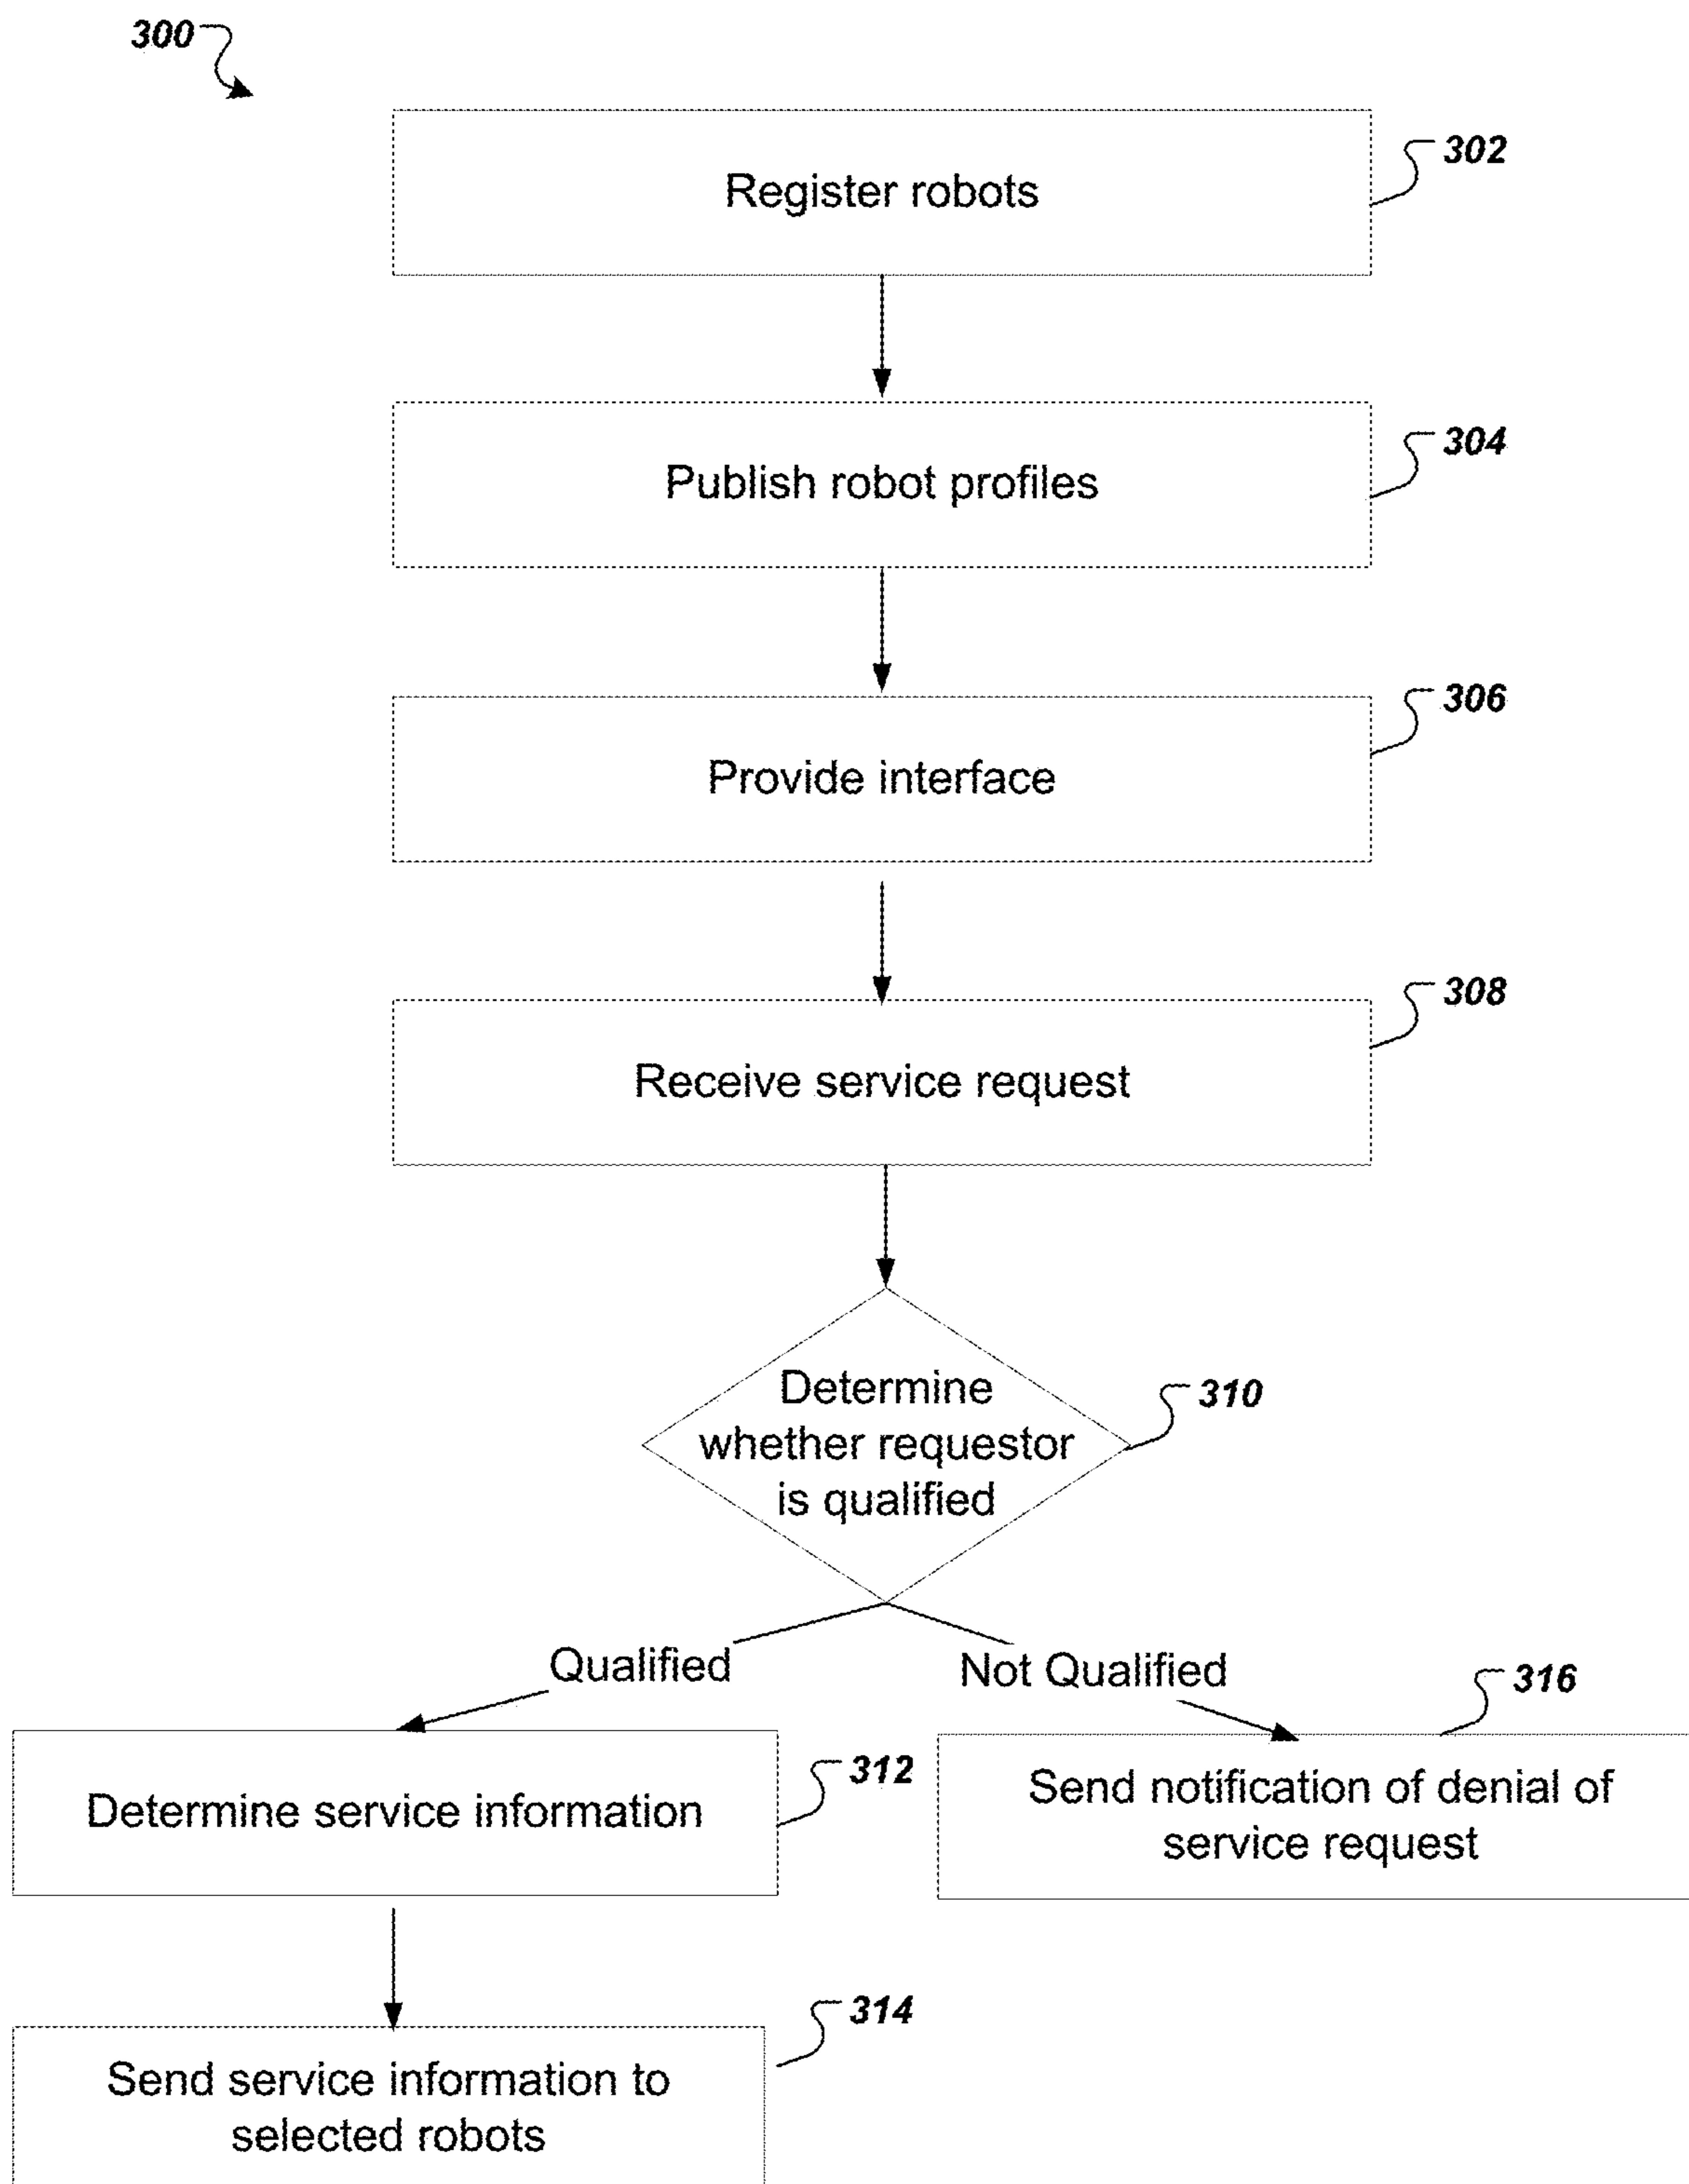 300
302
Register robots
304
Publish robot profiles
306
Provide interface
308
Receive service request
310
Determine
whether requestor
is qualified
Qualified
Not Qualified
316
312
Determine service information
Send notification of denial of
service request
314
Send service information to
selected robots